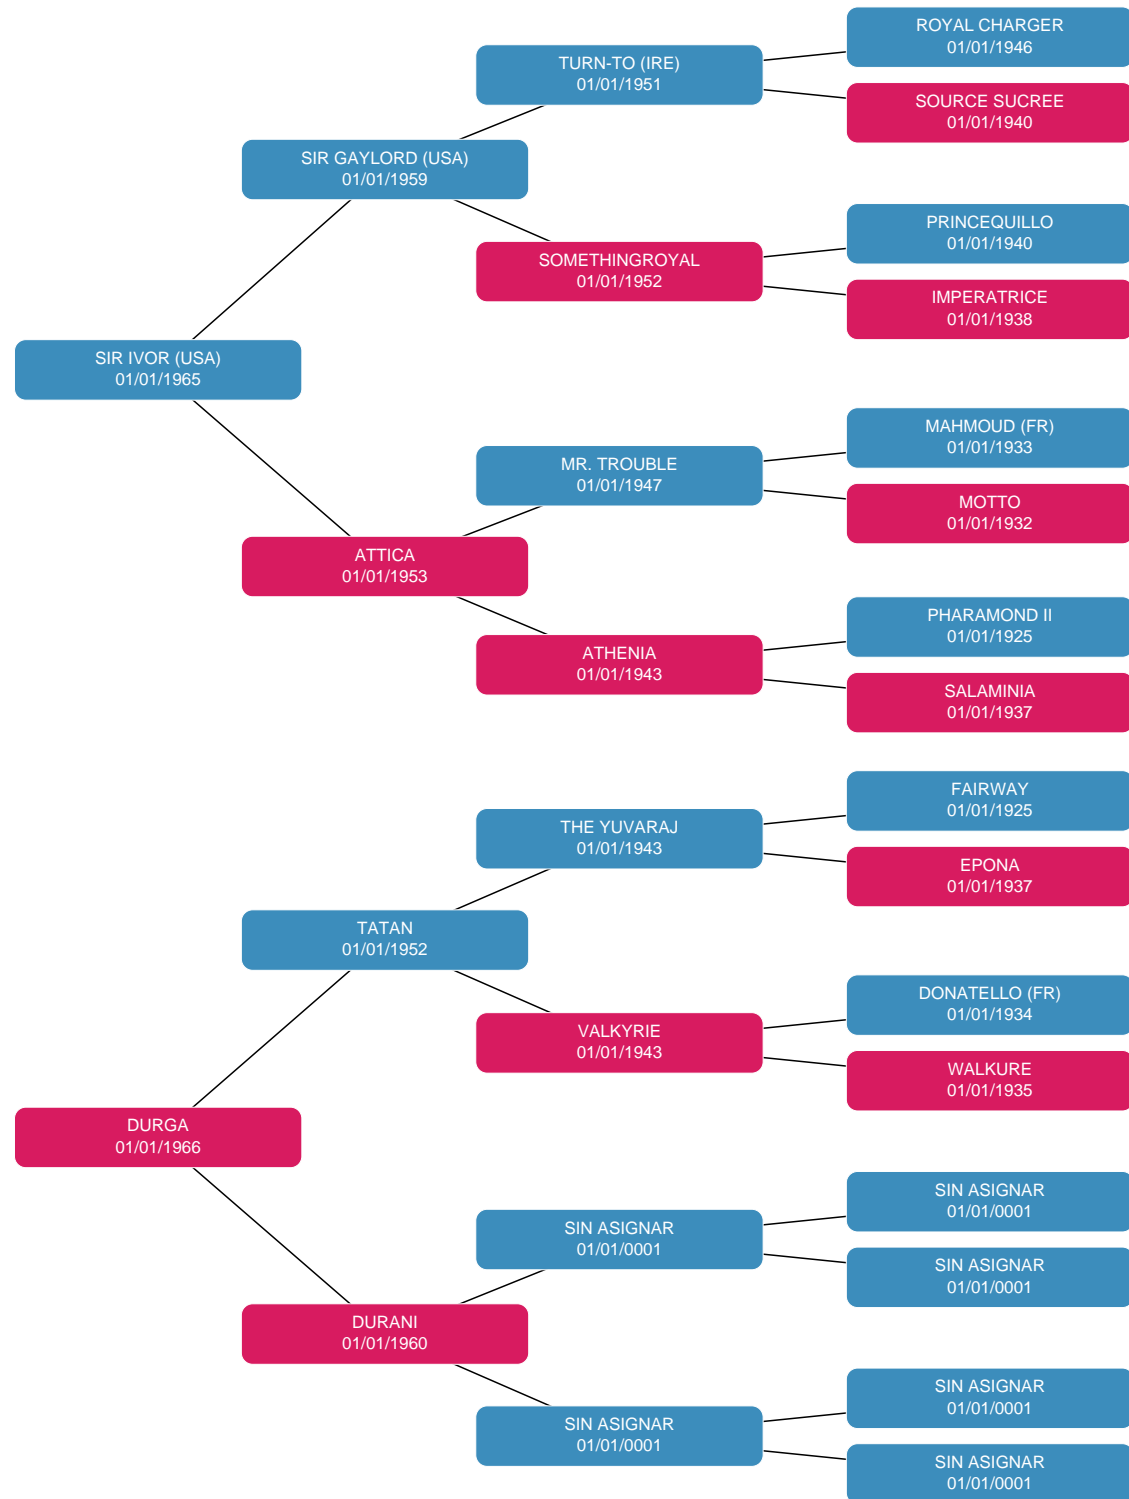 ROYAL CHARGER
01/01/1946
TURN-TO (IRE)
01/01/1951
SOURCE SUCREE
01/01/1940
SIR GAYLORD (USA)
01/01/1959
PRINCEQUILLO
01/01/1940
SOMETHINGROYAL
01/01/1952
IMPERATRICE
01/01/1938
SIR IVOR (USA)
01/01/1965
MAHMOUD (FR)
01/01/1933
MR. TROUBLE
01/01/1947
MOTTO
01/01/1932
ATTICA
01/01/1953
PHARAMOND II
01/01/1925
ATHENIA
01/01/1943
SALAMINIA
01/01/1937
FAIRWAY
01/01/1925
THE YUVARAJ
01/01/1943
EPONA
01/01/1937
TATAN
01/01/1952
DONATELLO (FR)
01/01/1934
VALKYRIE
01/01/1943
WALKURE
01/01/1935
DURGA
01/01/1966
SIN ASIGNAR
01/01/0001
SIN ASIGNAR
01/01/0001
SIN ASIGNAR
01/01/0001
DURANI
01/01/1960
SIN ASIGNAR
01/01/0001
SIN ASIGNAR
01/01/0001
SIN ASIGNAR
01/01/0001